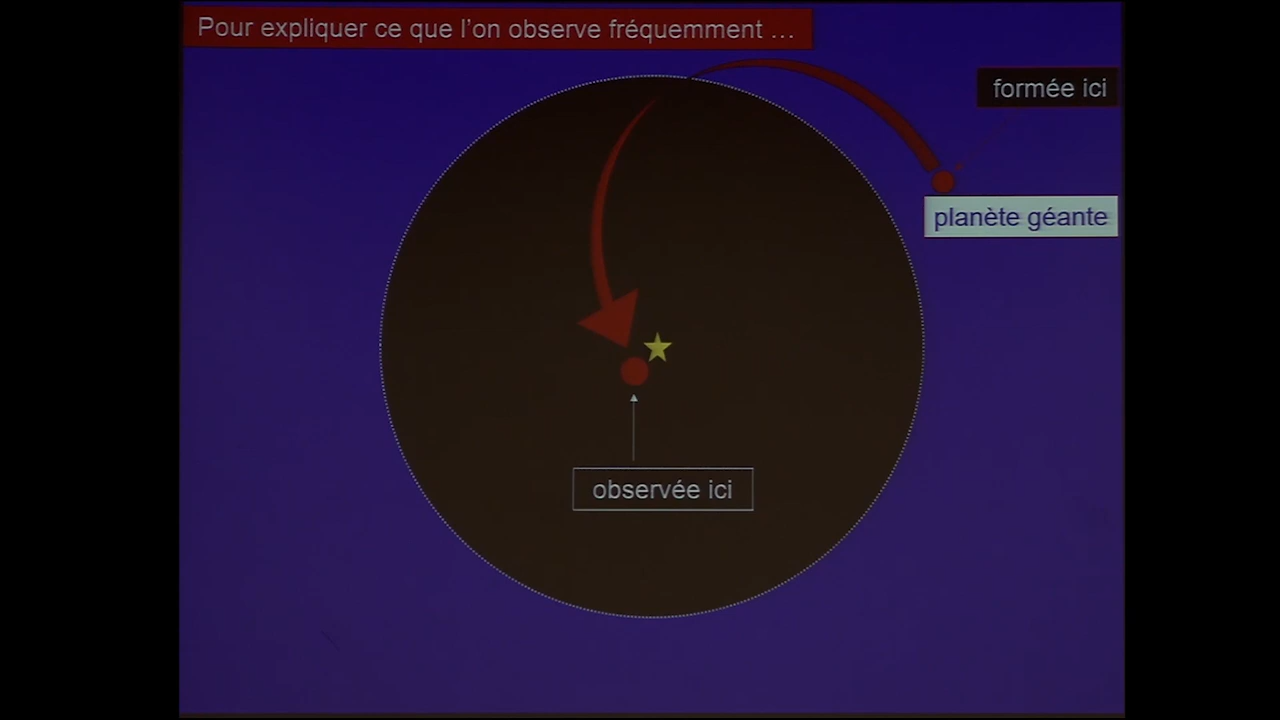 Pour expliquer ce que l'on observe fréquemment ...
formée ici
planète géante
observée ici